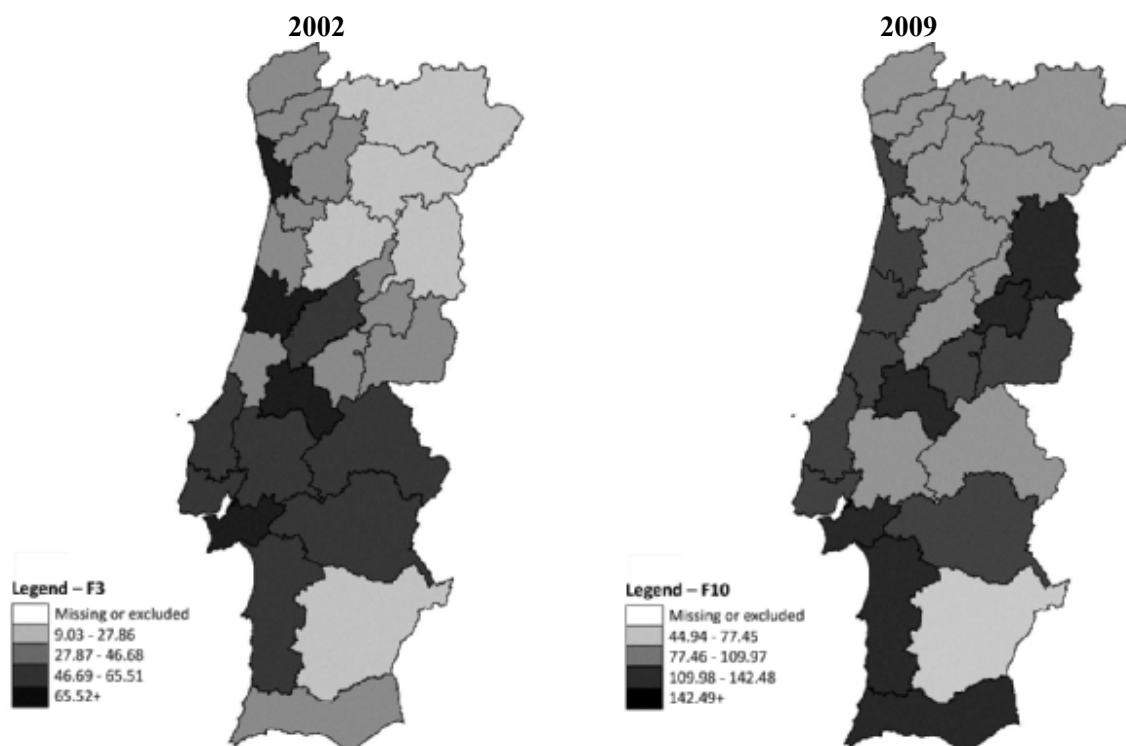 2002
2009
Legend – F3
Missing or excluded
9.03 - 27.86
27.87 - 46.68
46.69 - 65.51
65.52+
Legend – F10
Missing or excluded
44.94 - 77.45
77.46 - 109.97
109.98 - 142.48
142.49+